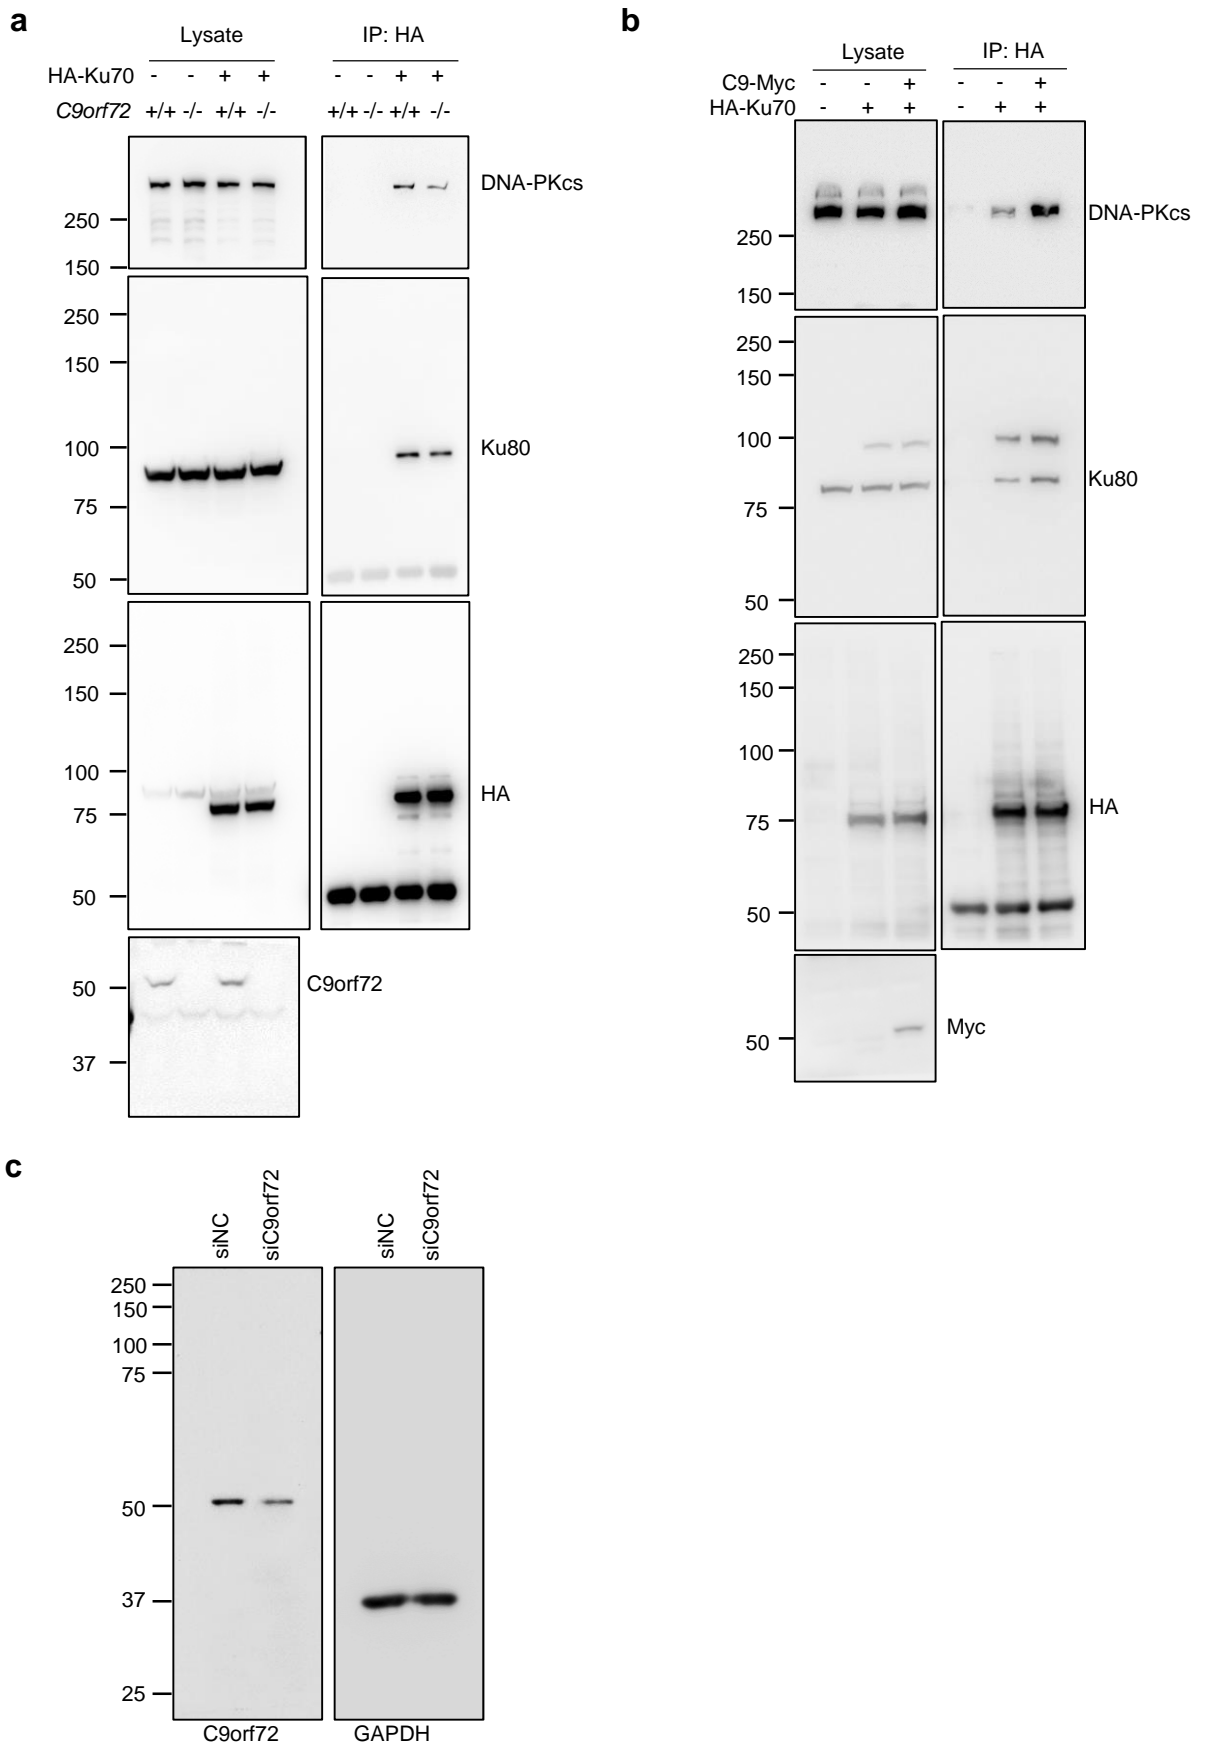 a
Lysate IP: HA
HA-Ku70 - - + + - - + +
C9orf72 +/+ -/- +/+ -/- +/+ -/- +/+ -/-
DNA-PKcs
250
150
250
150
100
Ku80
75
50
250
150
100
HA
75
50
50
C9orf72
37
b
Lysate IP: HA
C9-Myc - - + - - +
HA-Ku70 - + + - + +
DNA-PKcs
250
150
250
150
100
Ku80
75
50
250
150
100
HA
75
50
Myc
50
c
siNC siC9orf72 siNC siC9orf72
250
150
100
75
50
37
25
C9orf72 GAPDH